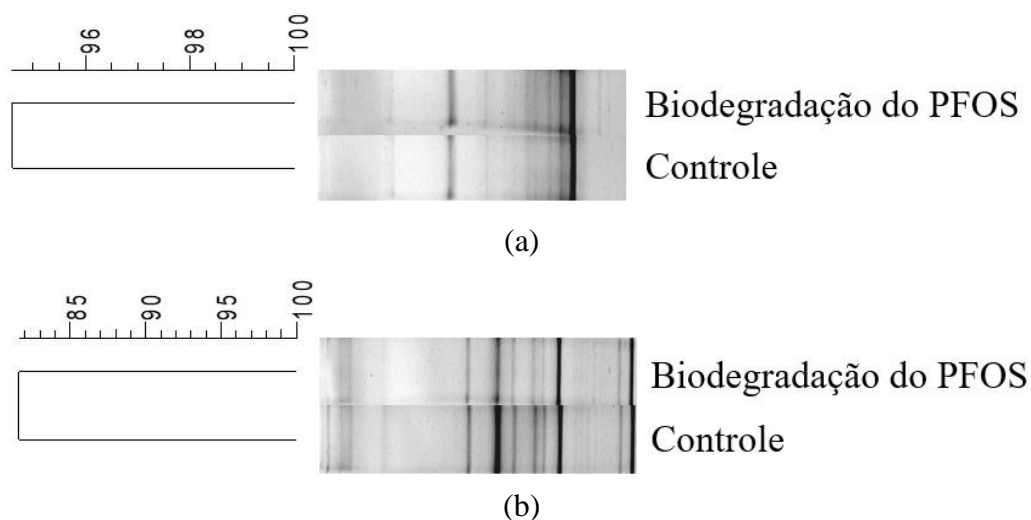 96 98 100
Biodegradação do PFOS
Controle
(a)
85 90 95 100
Biodegradação do PFOS
Controle
(b)